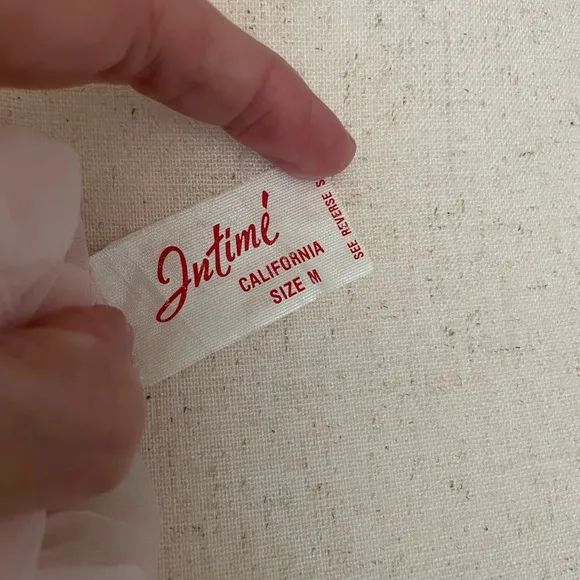 Intimé
CALIFORNIA
SIZE M
SEE REVERSE S